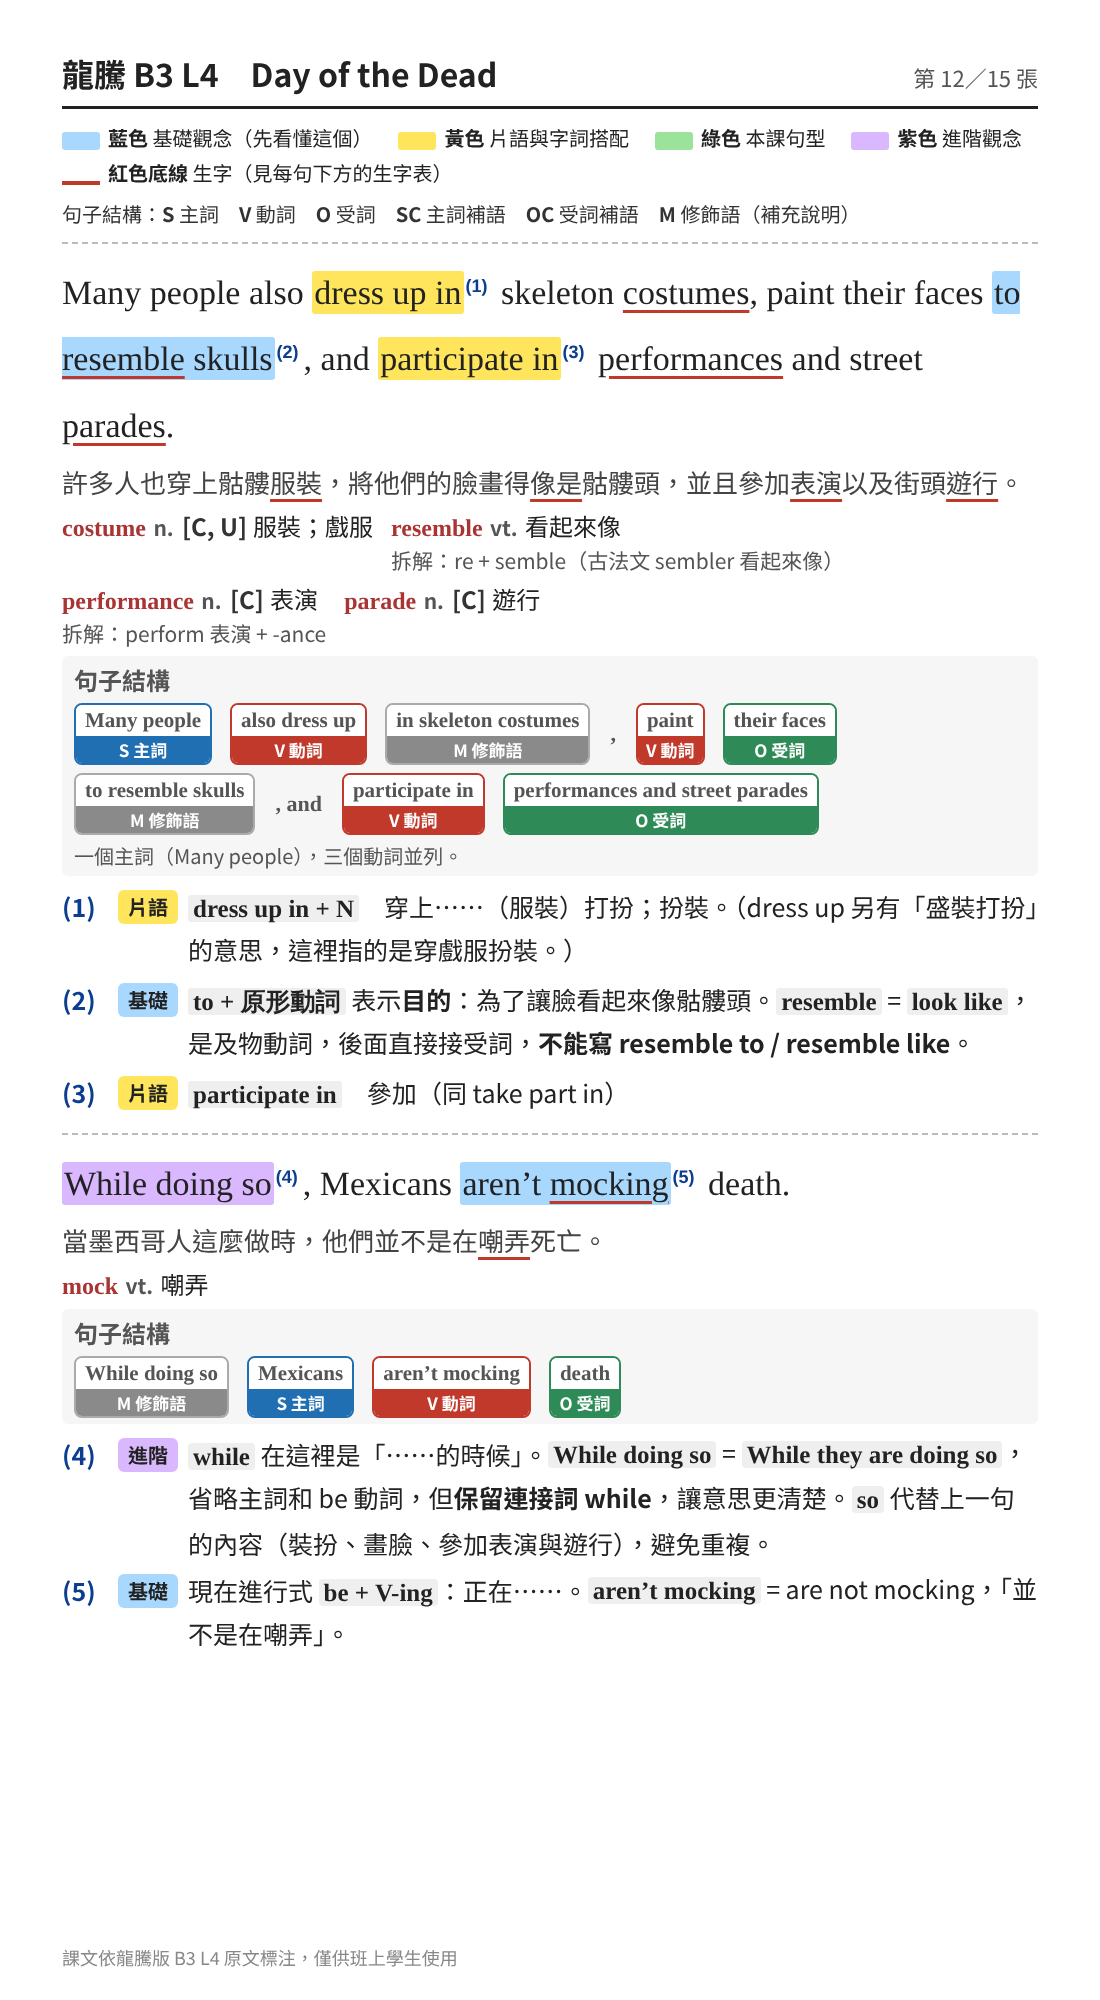 龍騰 B3 L4　Day of the Dead
第 12／15 張
藍色 基礎觀念（先看懂這個）　黃色 片語與字詞搭配　綠色 本課句型　紫色 進階觀念
紅色底線 生字（見每句下方的生字表）
句子結構：S 主詞　V 動詞　O 受詞　SC 主詞補語　OC 受詞補語　M 修飾語（補充說明）
Many people also dress up in(1) skeleton costumes, paint their faces to
resemble skulls(2), and participate in(3) performances and street
parades.
許多人也穿上骷髏服裝，將他們的臉畫得像是骷髏頭，並且參加表演以及街頭遊行。
costume n. [C, U] 服裝；戲服　resemble vt. 看起來像
拆解：re + semble（古法文 sembler 看起來像）
performance n. [C] 表演　parade n. [C] 遊行
拆解：perform 表演 + -ance
句子結構
Many people　also dress up　in skeleton costumes　,　paint　their faces
S 主詞　V 動詞　M 修飾語　V 動詞　O 受詞
to resemble skulls　, and　participate in　performances and street parades
M 修飾語　V 動詞　O 受詞
一個主詞（Many people），三個動詞並列。
(1) 片語 dress up in + N　穿上⋯⋯（服裝）打扮；扮裝。（dress up 另有「盛裝打扮」
的意思，這裡指的是穿戲服扮裝。）
(2) 基礎 to + 原形動詞 表示目的：為了讓臉看起來像骷髏頭。resemble = look like，
是及物動詞，後面直接接受詞，不能寫 resemble to / resemble like。
(3) 片語 participate in　參加（同 take part in）
While doing so(4), Mexicans aren’t mocking(5) death.
當墨西哥人這麼做時，他們並不是在嘲弄死亡。
mock vt. 嘲弄
句子結構
While doing so　Mexicans　aren’t mocking　death
M 修飾語　S 主詞　V 動詞　O 受詞
(4) 進階 while 在這裡是「⋯⋯的時候」。While doing so = While they are doing so，
省略主詞和 be 動詞，但保留連接詞 while，讓意思更清楚。so 代替上一句
的內容（裝扮、畫臉、參加表演與遊行），避免重複。
(5) 基礎 現在進行式 be + V-ing：正在⋯⋯。aren’t mocking = are not mocking，「並
不是在嘲弄」。
課文依龍騰版 B3 L4 原文標注，僅供班上學生使用